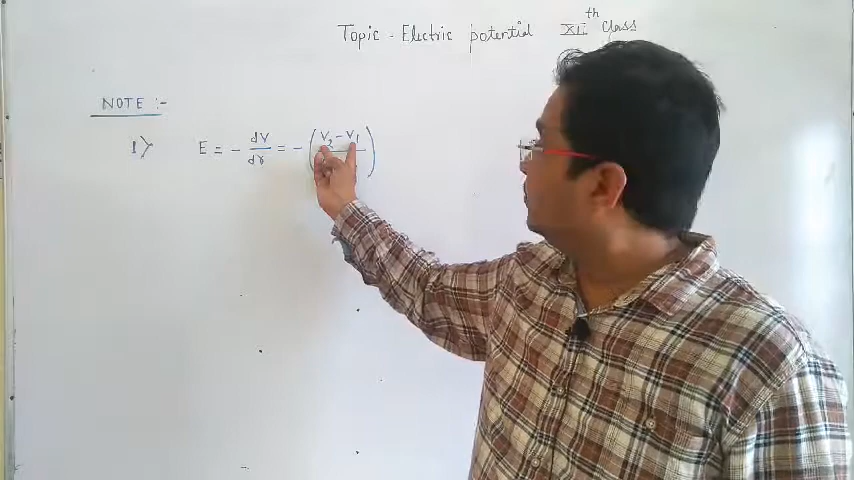 Topic - Electric potential XII th Class
NOTE :-
1> E = - dV/dr = - (V2 - V1